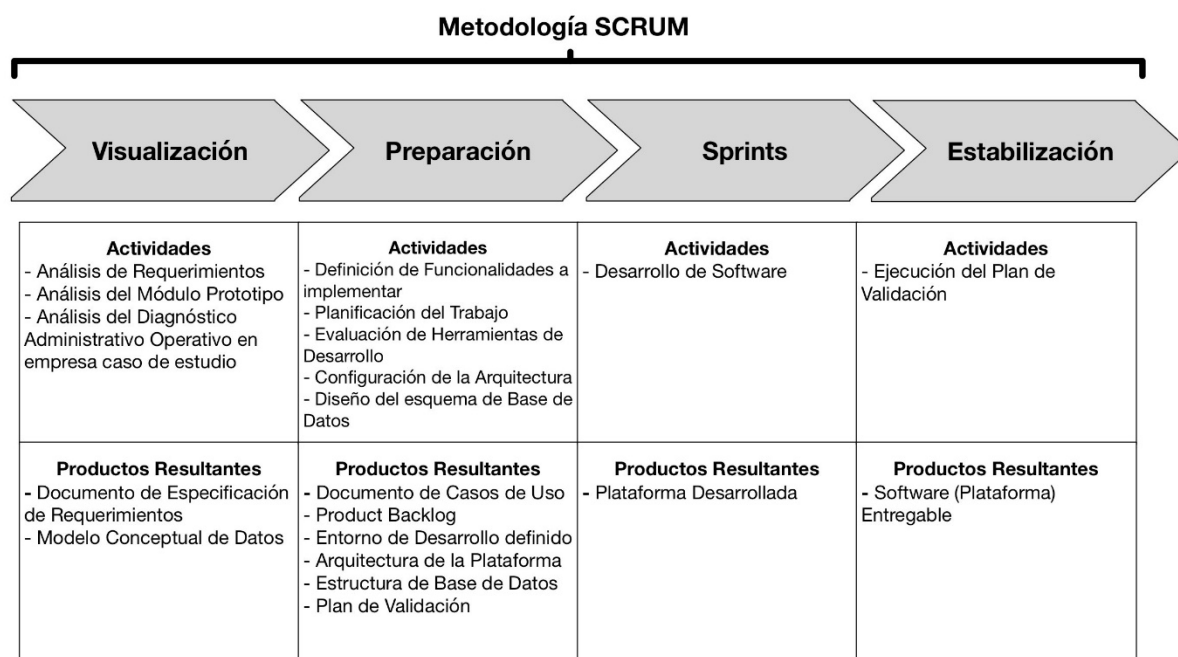 Metodología SCRUM
Visualización
Preparación
Sprints
Estabilización
Actividades
- Análisis de Requerimientos
- Análisis del Módulo Prototipo
- Análisis del Diagnóstico
Administrativo Operativo en
empresa caso de estudio
Actividades
- Definición de Funcionalidades a
implementar
- Planificación del Trabajo
- Evaluación de Herramientas de
Desarrollo
- Configuración de la Arquitectura
- Diseño del esquema de Base de
Datos
Actividades
- Desarrollo de Software
Actividades
- Ejecución del Plan de
Validación
Productos Resultantes
- Documento de Especificación
de Requerimientos
- Modelo Conceptual de Datos
Productos Resultantes
- Documento de Casos de Uso
- Product Backlog
- Entorno de Desarrollo definido
- Arquitectura de la Plataforma
- Estructura de Base de Datos
- Plan de Validación
Productos Resultantes
- Plataforma Desarrollada
Productos Resultantes
- Software (Plataforma)
Entregable